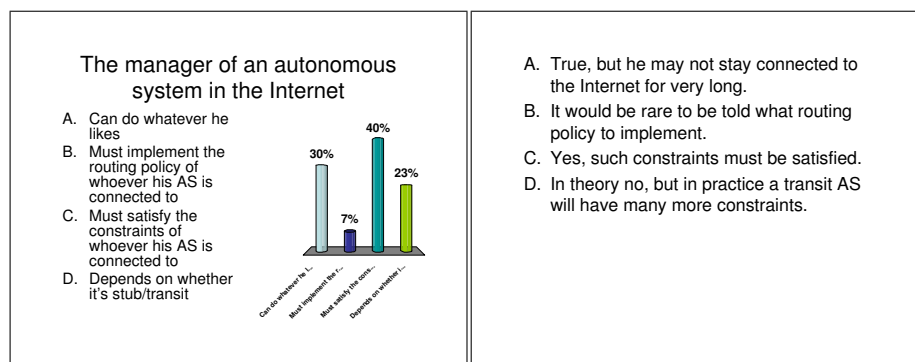 The manager of an autonomous
system in the Internet
A. Can do whatever he
likes
B. Must implement the
routing policy of
whoever his AS is
connected to
C. Must satisfy the
constraints of
whoever his AS is
connected to
D. Depends on whether
it's stub/transit
30%
7%
40%
23%
Can do whatever he l...
Must implement the r...
Must satisfy the cons...
Depends on whether i...
A. True, but he may not stay connected to
the Internet for very long.
B. It would be rare to be told what routing
policy to implement.
C. Yes, such constraints must be satisfied.
D. In theory no, but in practice a transit AS
will have many more constraints.